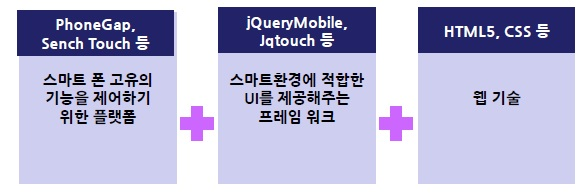 PhoneGap,
Sench Touch 등
스마트 폰 고유의
기능을 제어하기
위한 플랫폼
jQueryMobile,
Jqtouch 등
스마트환경에 적합한
UI를 제공해주는
프레임 워크
HTML5, CSS 등
웹 기술